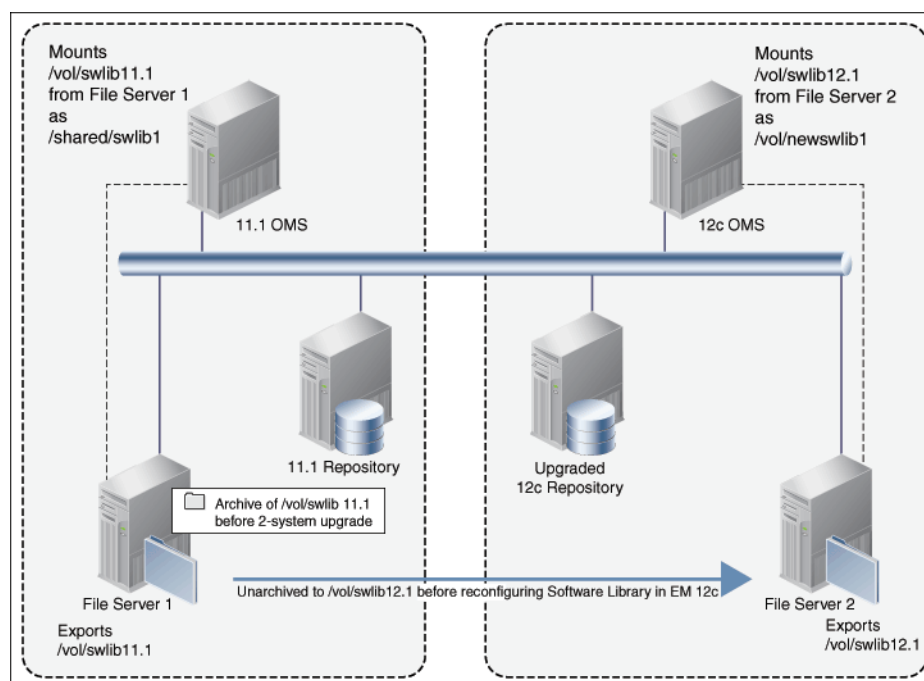 Mounts
/vol/swlib11.1
from File Server 1
as
/shared/swlib1
11.1 OMS
Mounts
/vol/swlib12.1
from File Server 2
as
/vol/newswlib1
12c OMS
11.1 Repository
Upgraded
12c Repository
Archive of /vol/swlib 11.1
before 2-system upgrade
Unarchived to /vol/swlib12.1 before reconfiguring Software Library in EM 12c
File Server 1
Exports
/vol/swlib11.1
File Server 2
Exports
/vol/swlib12.1